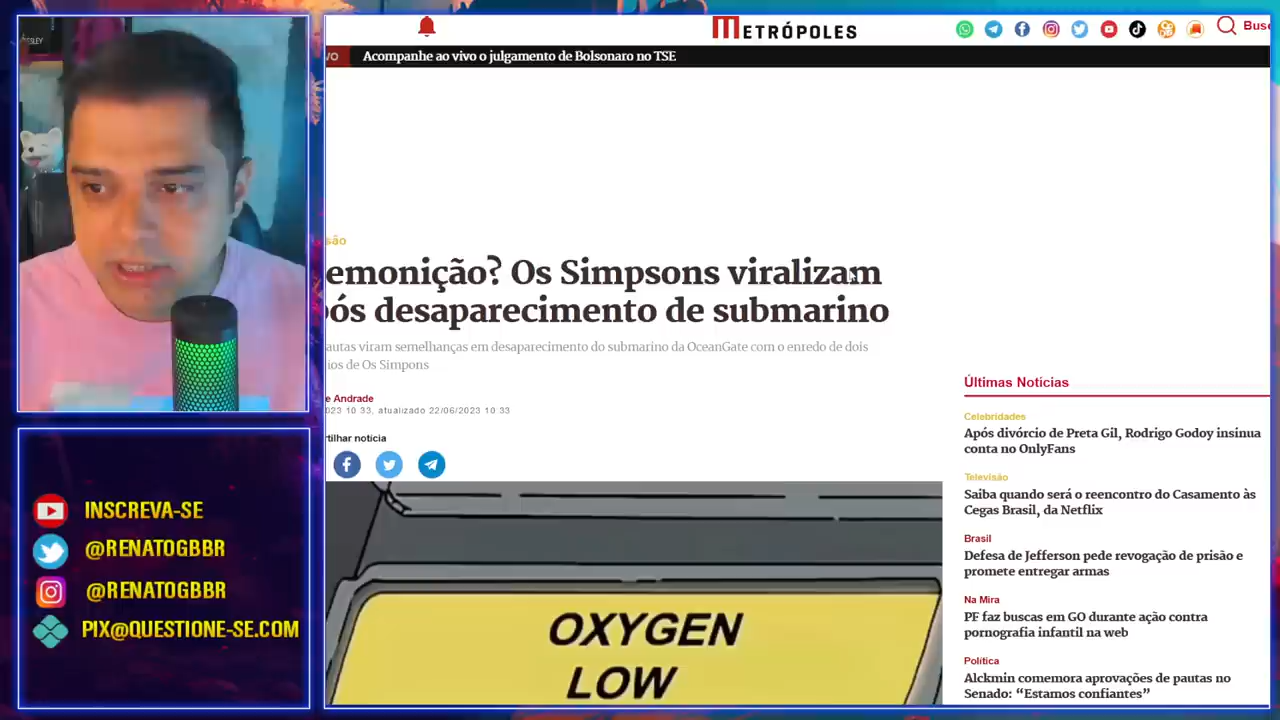 METRÓPOLES
Busc
VO
Acompanhe ao vivo o julgamento de Bolsonaro no TSE
são
emonição? Os Simpsons viralizam
ós desaparecimento de submarino
autas viram semelhanças em desaparecimento do submarino da OceanGate com o enredo de dois
ios de Os Simpons
e Andrade
023 10 33, atualizado 22/06/2023 10 33
tilhar notícia
OXYGEN
LOW
Últimas Notícias
Celebridades
Após divórcio de Preta Gil, Rodrigo Godoy insinua
conta no OnlyFans
Televisão
Saiba quando será o reencontro do Casamento às
Cegas Brasil, da Netflix
Brasil
Defesa de Jefferson pede revogação de prisão e
promete entregar armas
Na Mira
PF faz buscas em GO durante ação contra
pornografia infantil na web
Política
Alckmin comemora aprovações de pautas no
Senado: “Estamos confiantes”
INSCREVA-SE
@RENATOGBBR
@RENATOGBBR
PIX@QUESTIONE-SE.COM